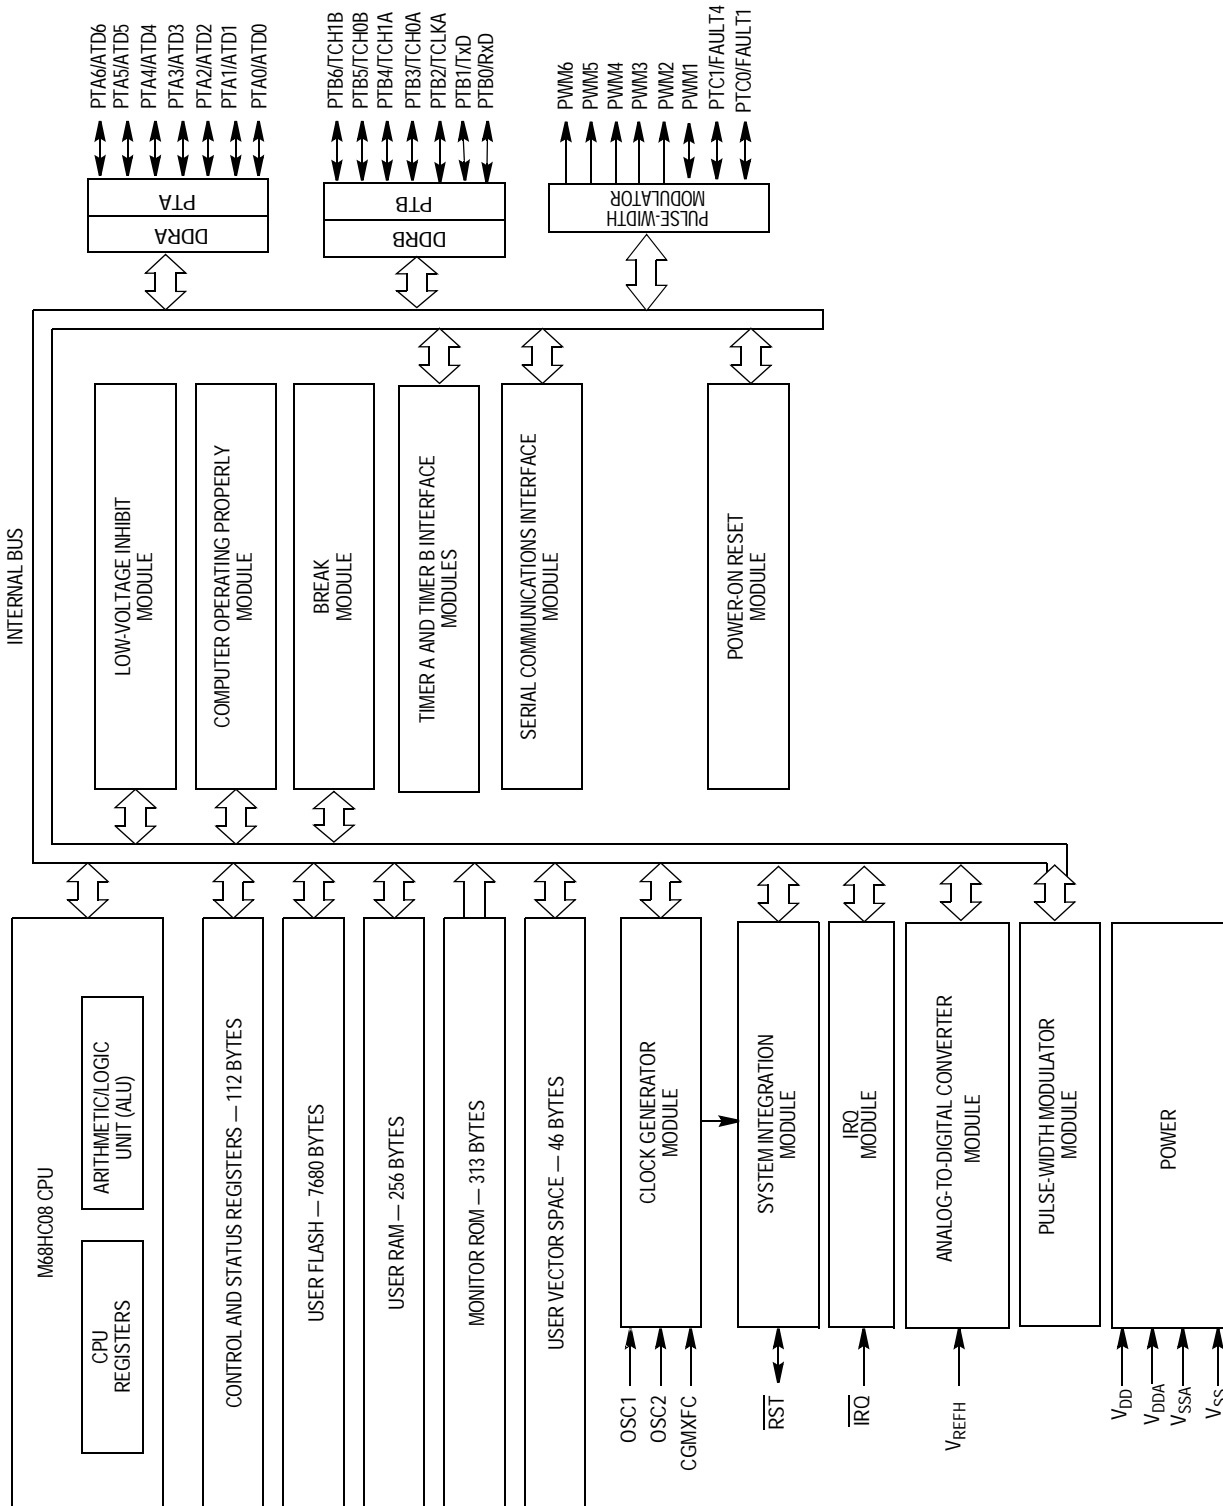 INTERNAL BUS
M68HC08 CPU
CPU
REGISTERS
ARITHMETIC/LOGIC
UNIT (ALU)
CONTROL AND STATUS REGISTERS — 112 BYTES
USER FLASH — 7680 BYTES
USER RAM — 256 BYTES
MONITOR ROM — 313 BYTES
USER VECTOR SPACE — 46 BYTES
OSC1
OSC2
CGMXFC
CLOCK GENERATOR
MODULE
RST
SYSTEM INTEGRATION
MODULE
IRQ
IRQ
MODULE
VREFH
ANALOG-TO-DIGITAL CONVERTER
MODULE
PULSE-WIDTH MODULATOR
MODULE
VDD
VDDA
VSSA
VSS
POWER
LOW-VOLTAGE INHIBIT
MODULE
COMPUTER OPERATING PROPERLY
MODULE
BREAK
MODULE
TIMER A AND TIMER B INTERFACE
MODULES
SERIAL COMMUNICATIONS INTERFACE
MODULE
POWER-ON RESET
MODULE
DDRA
PTA
PTA6/ATD6
PTA5/ATD5
PTA4/ATD4
PTA3/ATD3
PTA2/ATD2
PTA1/ATD1
PTA0/ATD0
DDRB
PTB
PTB6/TCH1B
PTB5/TCH0B
PTB4/TCH1A
PTB3/TCH0A
PTB2/TCLKA
PTB1/TxD
PTB0/RxD
PULSE-WIDTH
MODULATOR
PWM6
PWM5
PWM4
PWM3
PWM2
PWM1
PTC1/FAULT4
PTC0/FAULT1